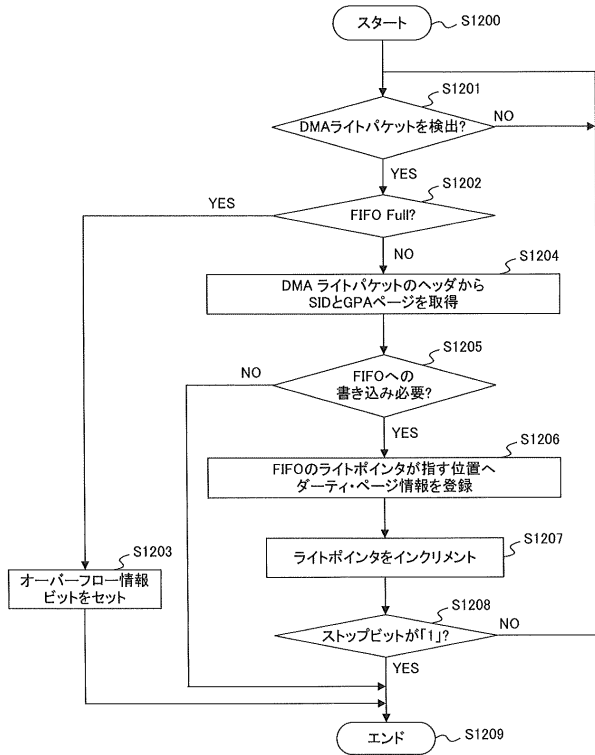 スタート
S1200
S1201
DMAライトパケットを検出?
NO
YES
S1202
YES
FIFO Full?
NO
S1204
DMA ライトパケットのヘッダから
SIDとGPAページを取得
S1205
NO
FIFOへの
書き込み必要?
YES
S1206
FIFOのライトポインタが指す位置へ
ダーティ・ページ情報を登録
S1207
ライトポインタをインクリメント
S1203
オーバーフロー情報
ビットをセット
S1208
ストップビットが「1」?
NO
YES
エンド
S1209